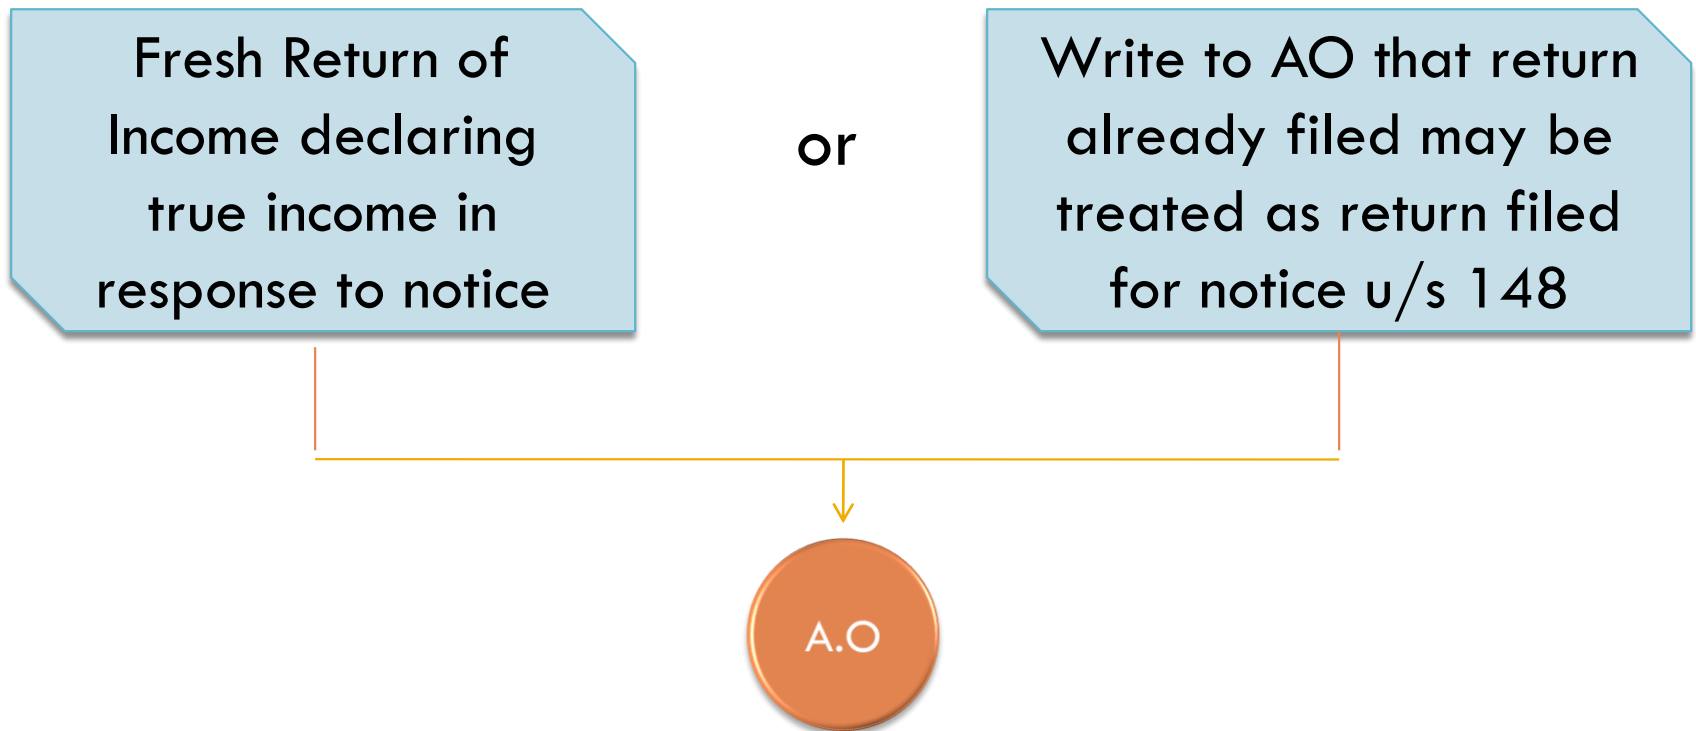 Fresh Return of
Income declaring
true income in
response to notice
or
Write to AO that return
already filed may be
treated as return filed
for notice u/s 148
A.O